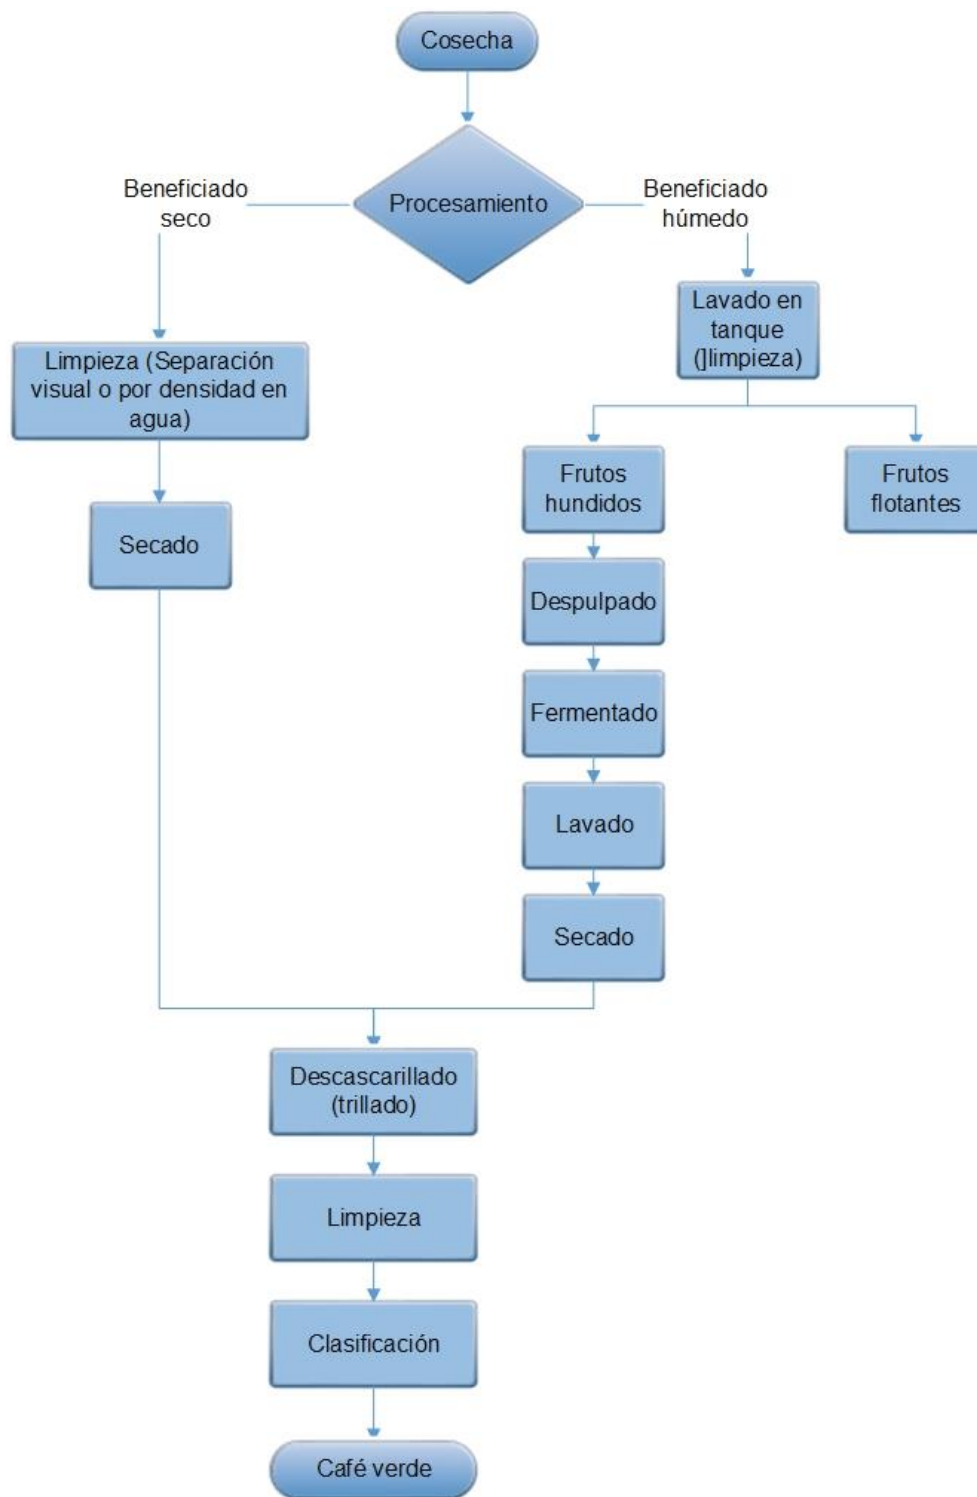 Cosecha
Procesamiento
Beneficiado
seco
Beneficiado
húmedo
Limpieza (Separación
visual o por densidad en
agua)
Secado
Lavado en
tanque
(]limpieza)
Frutos
hundidos
Frutos
flotantes
Despulpado
Fermentado
Lavado
Secado
Descascarillado
(trillado)
Limpieza
Clasificación
Café verde